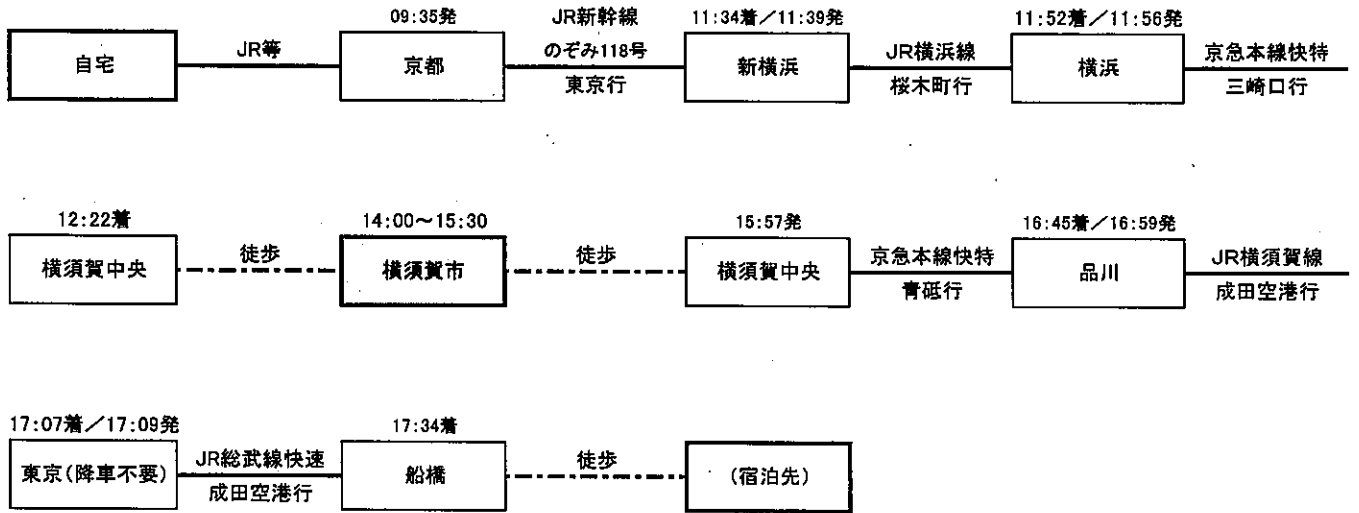 自宅
JR等
09:35発
京都
JR新幹線
のぞみ118号
東京行
11:34着／11:39発
新横浜
JR横浜線
桜木町行
11:52着／11:56発
横浜
京急本線快特
三崎口行
12:22着
横須賀中央
徒歩
14:00～15:30
横須賀市
徒歩
15:57発
横須賀中央
京急本線快特
青砥行
16:45着／16:59発
品川
JR横須賀線
成田空港行
17:07着／17:09発
東京(降車不要)
JR総武線快速
成田空港行
17:34着
船橋
徒歩
(宿泊先)